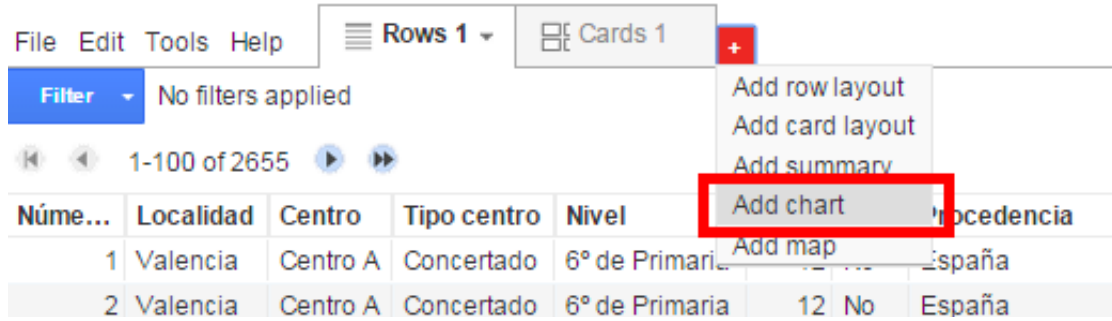 File Edit Tools Help Rows 1 Cards 1 +
Filter No filters applied
Add row layout
Add card layout
1-100 of 2655
Add summary
Add chart
Add map
Núme... Localidad Centro Tipo centro Nivel Procedencia
1 Valencia Centro A Concertado 6º de Primaria 12 No España
2 Valencia Centro A Concertado 6º de Primaria 12 No España